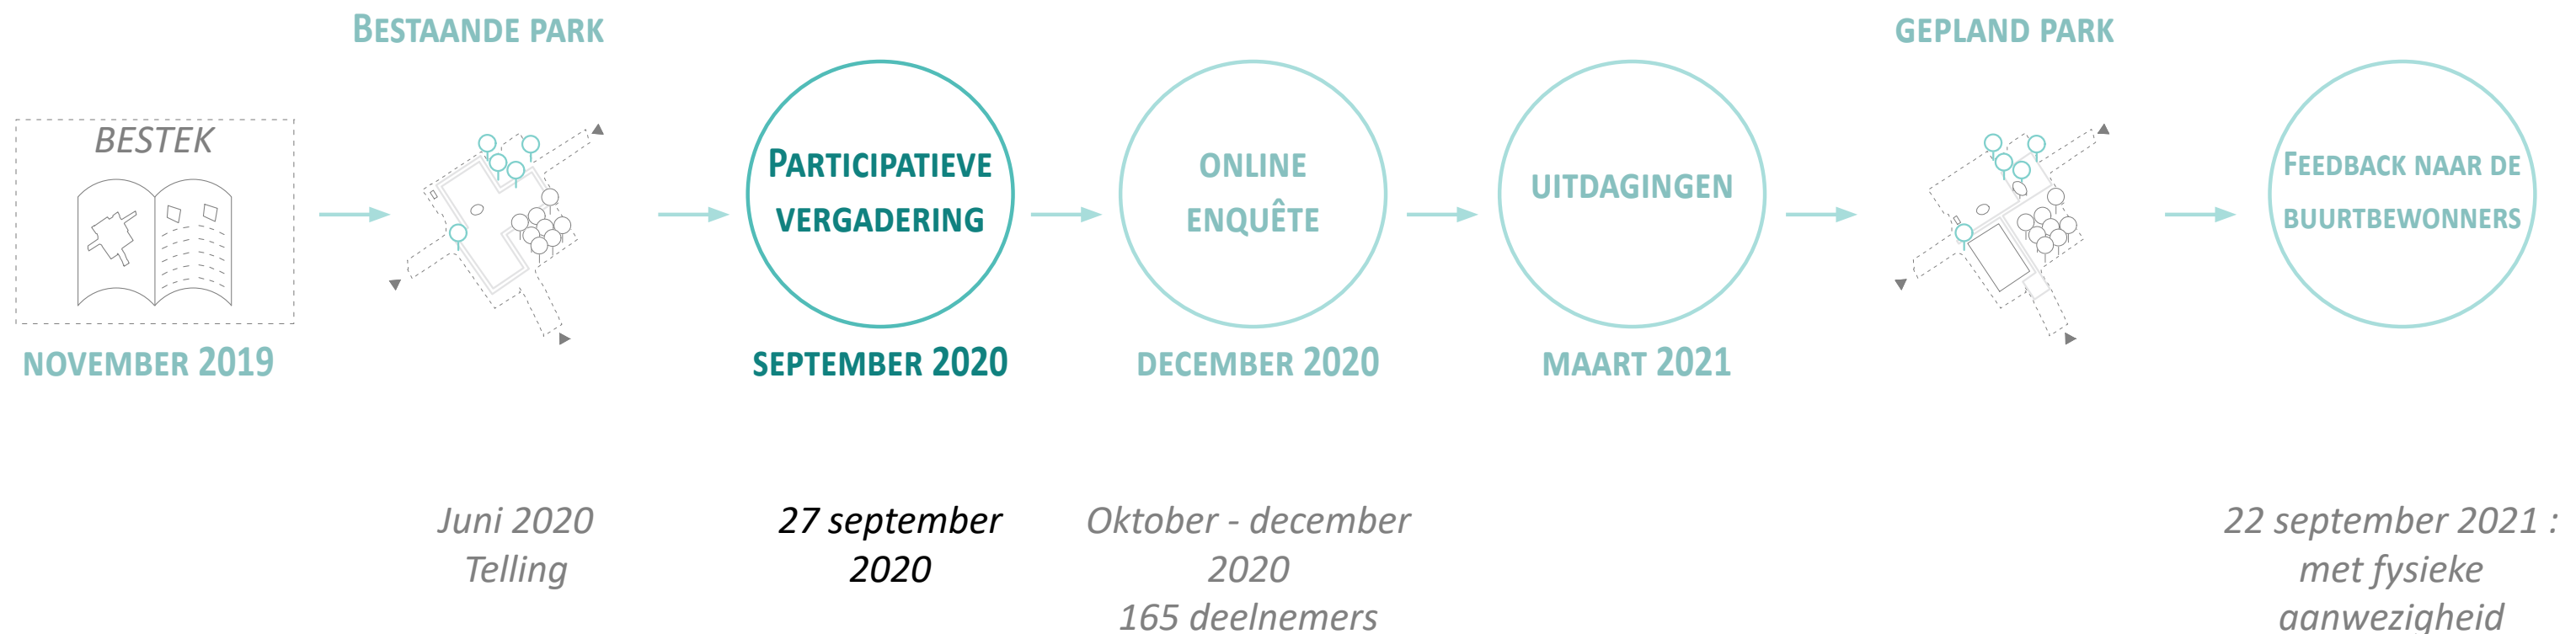 BESTAANDE PARK
GEPLAND PARK
BESTEK
PARTICIPATIEVE
VERGADERING
ONLINE
ENQUÊTE
UITDAGINGEN
FEEDBACK NAAR DE
BUURTBEWONNERS
NOVEMBER 2019
SEPTEMBER 2020
DECEMBER 2020
MAART 2021
Juni 2020
Telling
27 september
2020
Oktober - december
2020
165 deelnemers
22 september 2021 :
met fysieke
aanwezigheid